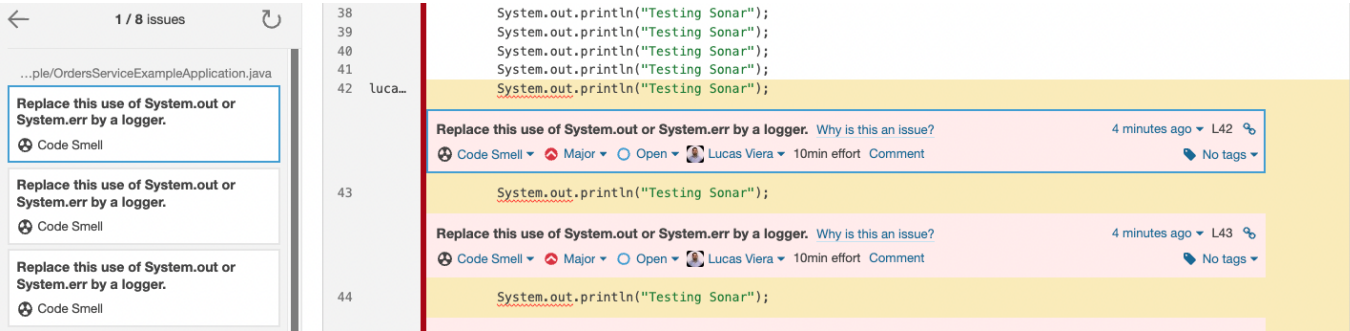 1 / 8 issues
...ple/OrdersServiceExampleApplication.java
Replace this use of System.out or
System.err by a logger.
Code Smell
Replace this use of System.out or
System.err by a logger.
Code Smell
Replace this use of System.out or
System.err by a logger.
Code Smell
38 System.out.println("Testing Sonar");
39 System.out.println("Testing Sonar");
40 System.out.println("Testing Sonar");
41 System.out.println("Testing Sonar");
42 luca... System.out.println("Testing Sonar");
Replace this use of System.out or System.err by a logger. Why is this an issue? 4 minutes ago L42
Code Smell Major Open Lucas Viera 10min effort Comment No tags
43 System.out.println("Testing Sonar");
Replace this use of System.out or System.err by a logger. Why is this an issue? 4 minutes ago L43
Code Smell Major Open Lucas Viera 10min effort Comment No tags
44 System.out.println("Testing Sonar");